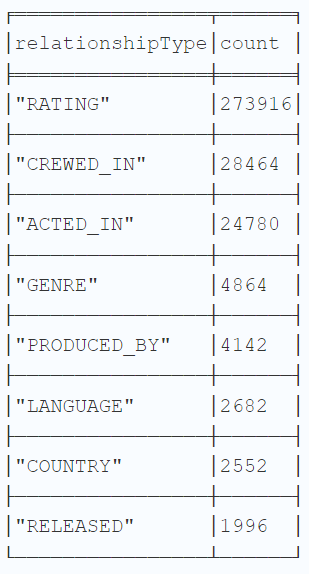 relationshipType count
"RATING" 273916
"CREWED_IN" 28464
"ACTED_IN" 24780
"GENRE" 4864
"PRODUCED_BY" 4142
"LANGUAGE" 2682
"COUNTRY" 2552
"RELEASED" 1996